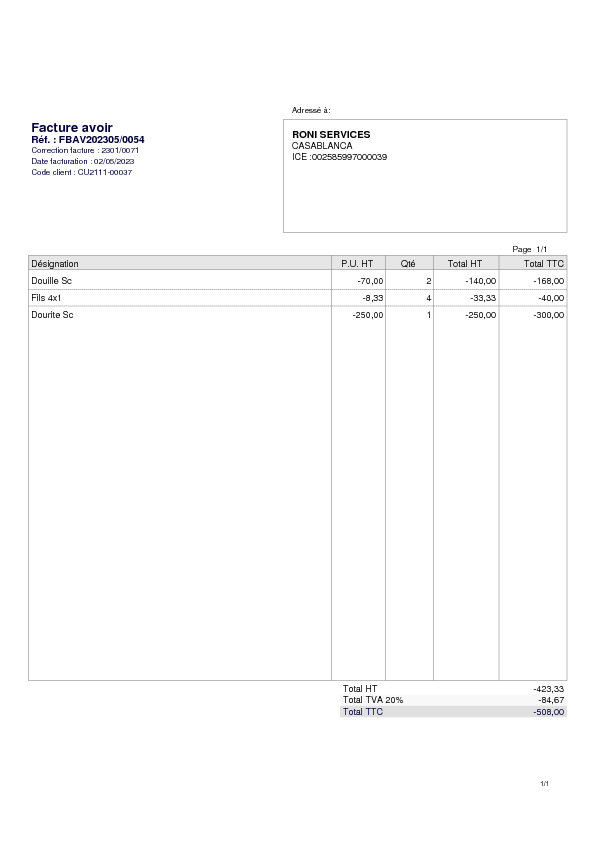 Adressé à:
Facture avoir
Réf. : FBAV202305/0054
Correction facture : 2301/0071
Date facturation : 02/05/2023
Code client : CU2111-00037
RONI SERVICES
CASABLANCA
ICE :002585997000039
Page 1/1
Désignation P.U. HT Qté Total HT Total TTC
Douille Sc -70,00 2 -140,00 -168,00
Fils 4x1 -8,33 4 -33,33 -40,00
Dourite Sc -250,00 1 -250,00 -300,00
Total HT -423,33
Total TVA 20% -84,67
Total TTC -508,00
1/1